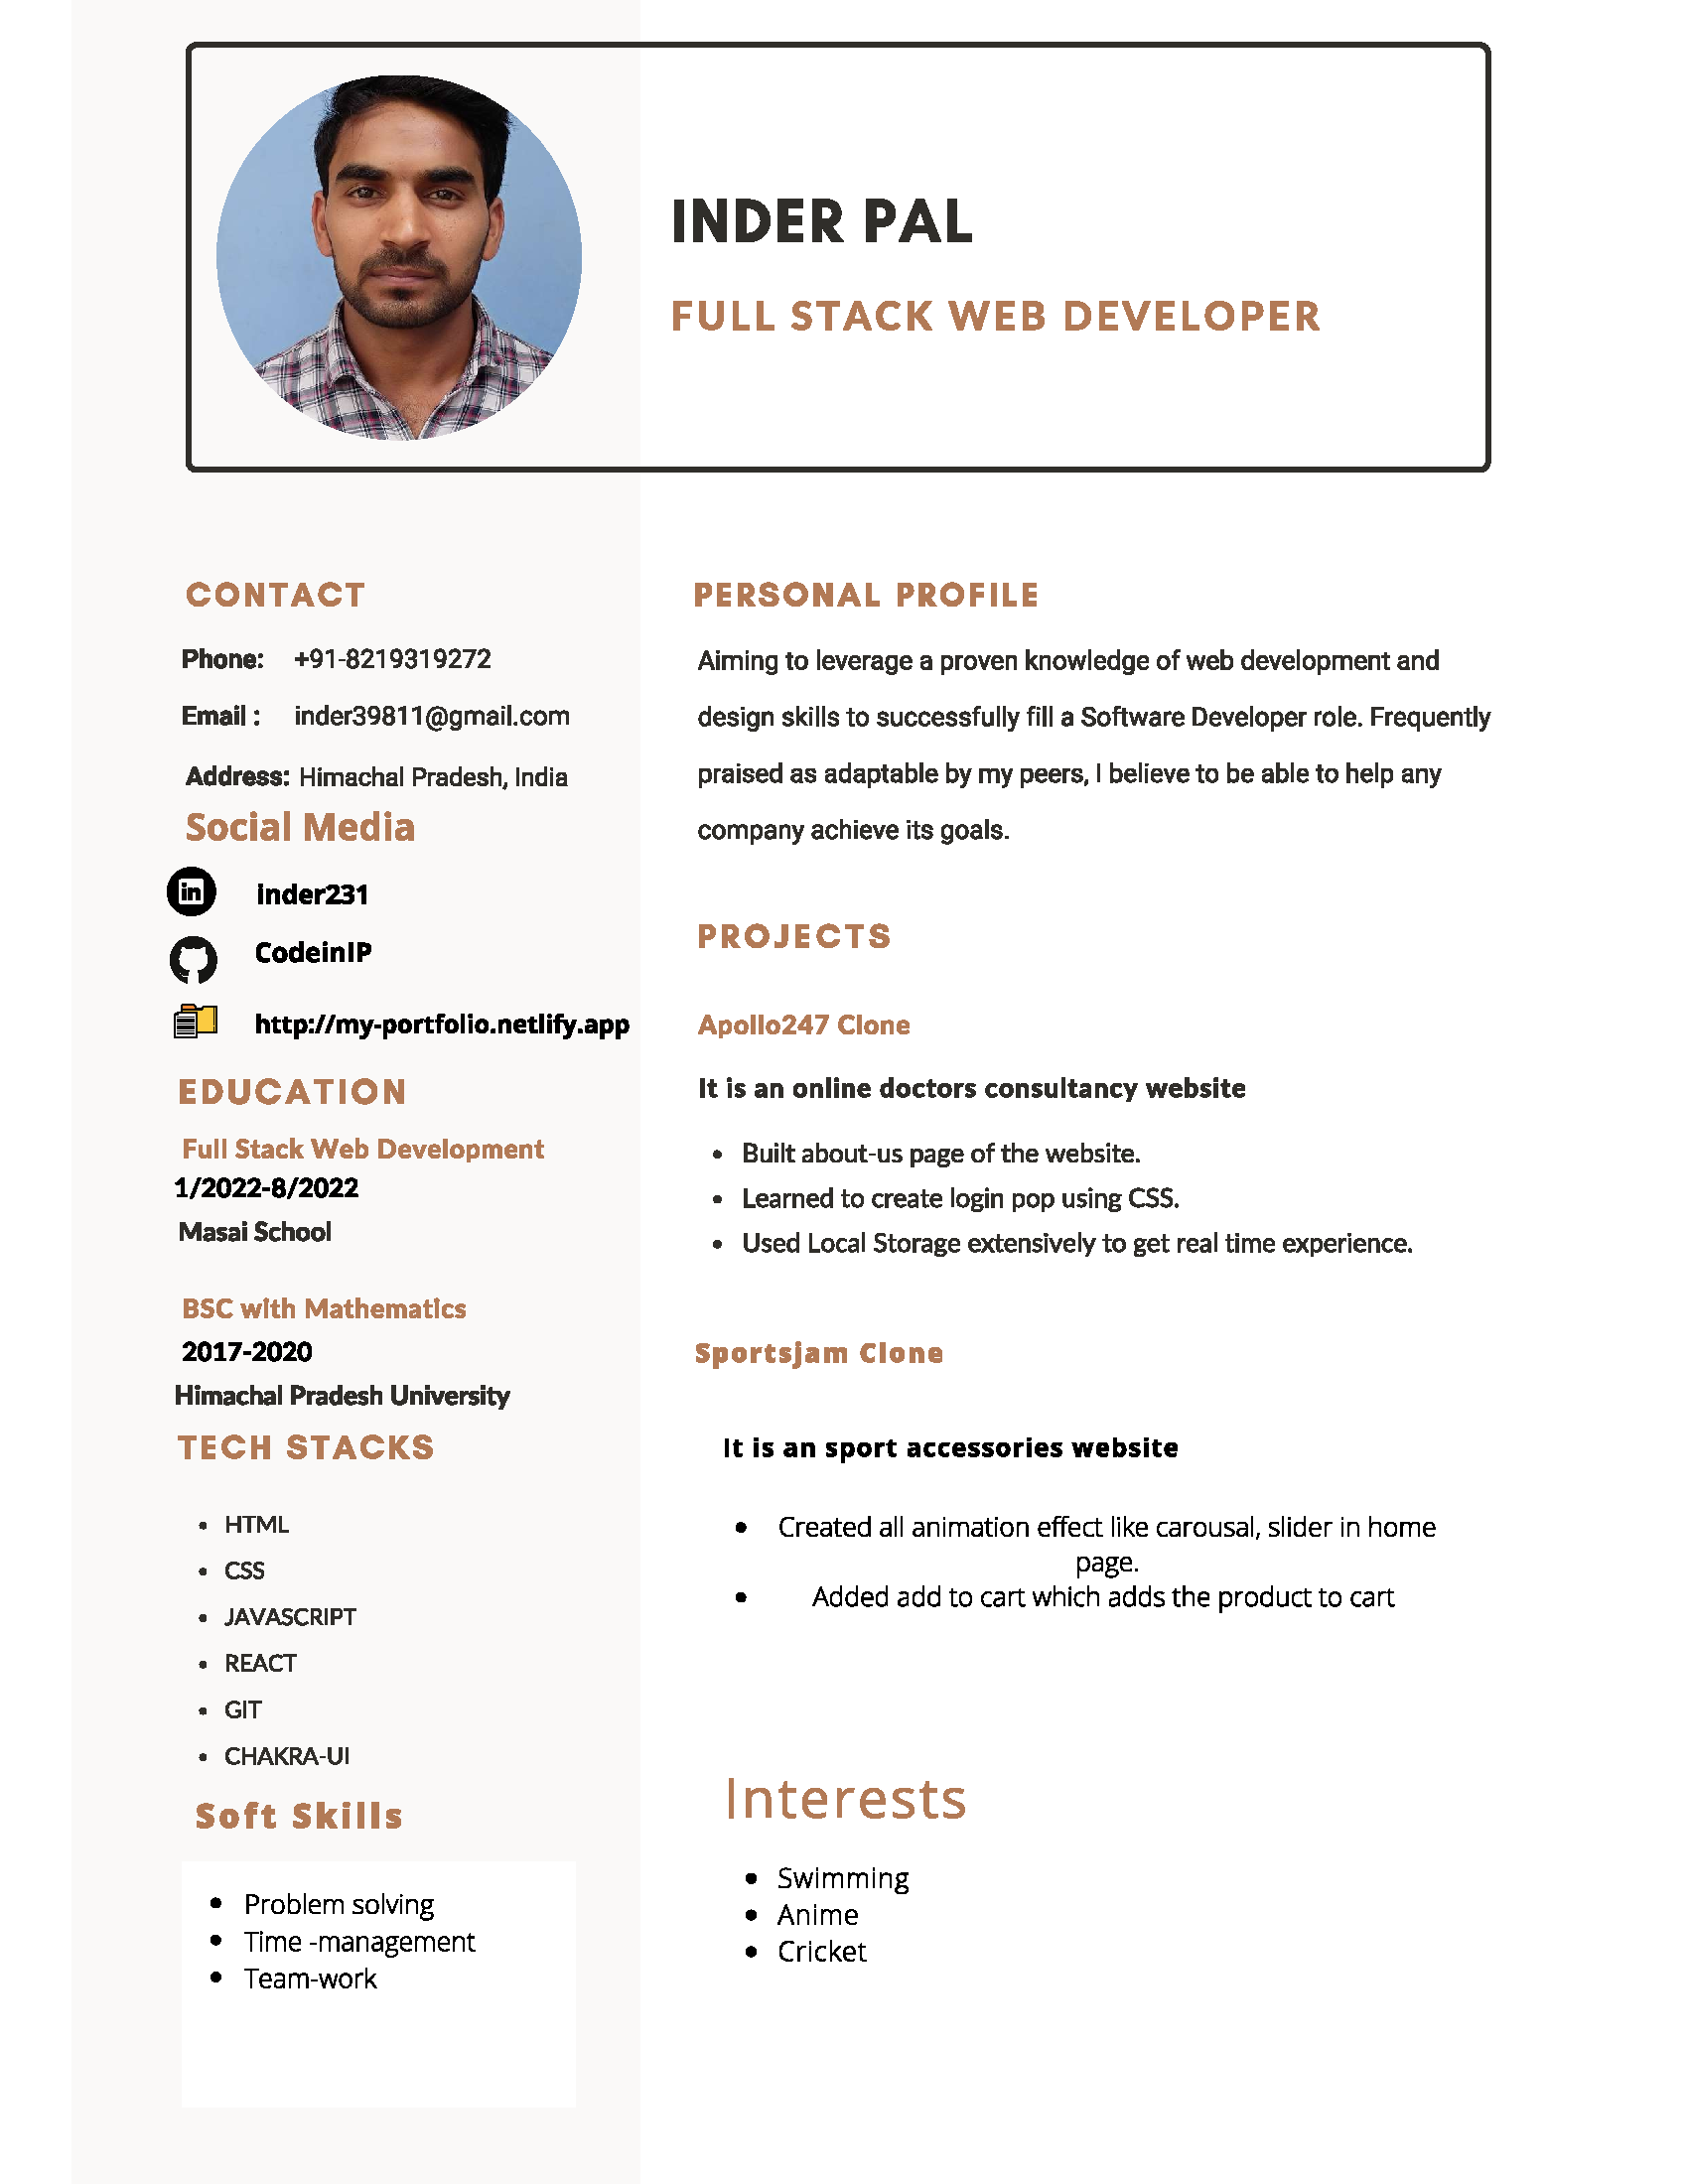 INDER PAL
FULL STACK WEB DEVELOPER
CONTACT
Phone: +91-8219319272
Email : inder39811@gmail.com
Address: Himachal Pradesh, India
Social Media
in inder231
CodeinIP
http://my-portfolio.netlify.app
EDUCATION
Full Stack Web Development
1/2022-8/2022
Masai School
BSC with Mathematics
2017-2020
Himachal Pradesh University
TECH STACKS
• HTML
• CSS
• JAVASCRIPT
• REACT
• GIT
• CHAKRA-UI
Soft Skills
• Problem solving
• Time -management
• Team-work
PERSONAL PROFILE
Aiming to leverage a proven knowledge of web development and
design skills to successfully fill a Software Developer role. Frequently
praised as adaptable by my peers, I believe to be able to help any
company achieve its goals.
PROJECTS
Apollo247 Clone
It is an online doctors consultancy website
• Built about-us page of the website.
• Learned to create login pop using CSS.
• Used Local Storage extensively to get real time experience.
Sportsjam Clone
It is an sport accessories website
• Created all animation effect like carousal, slider in home
page.
• Added add to cart which adds the product to cart
Interests
• Swimming
• Anime
• Cricket